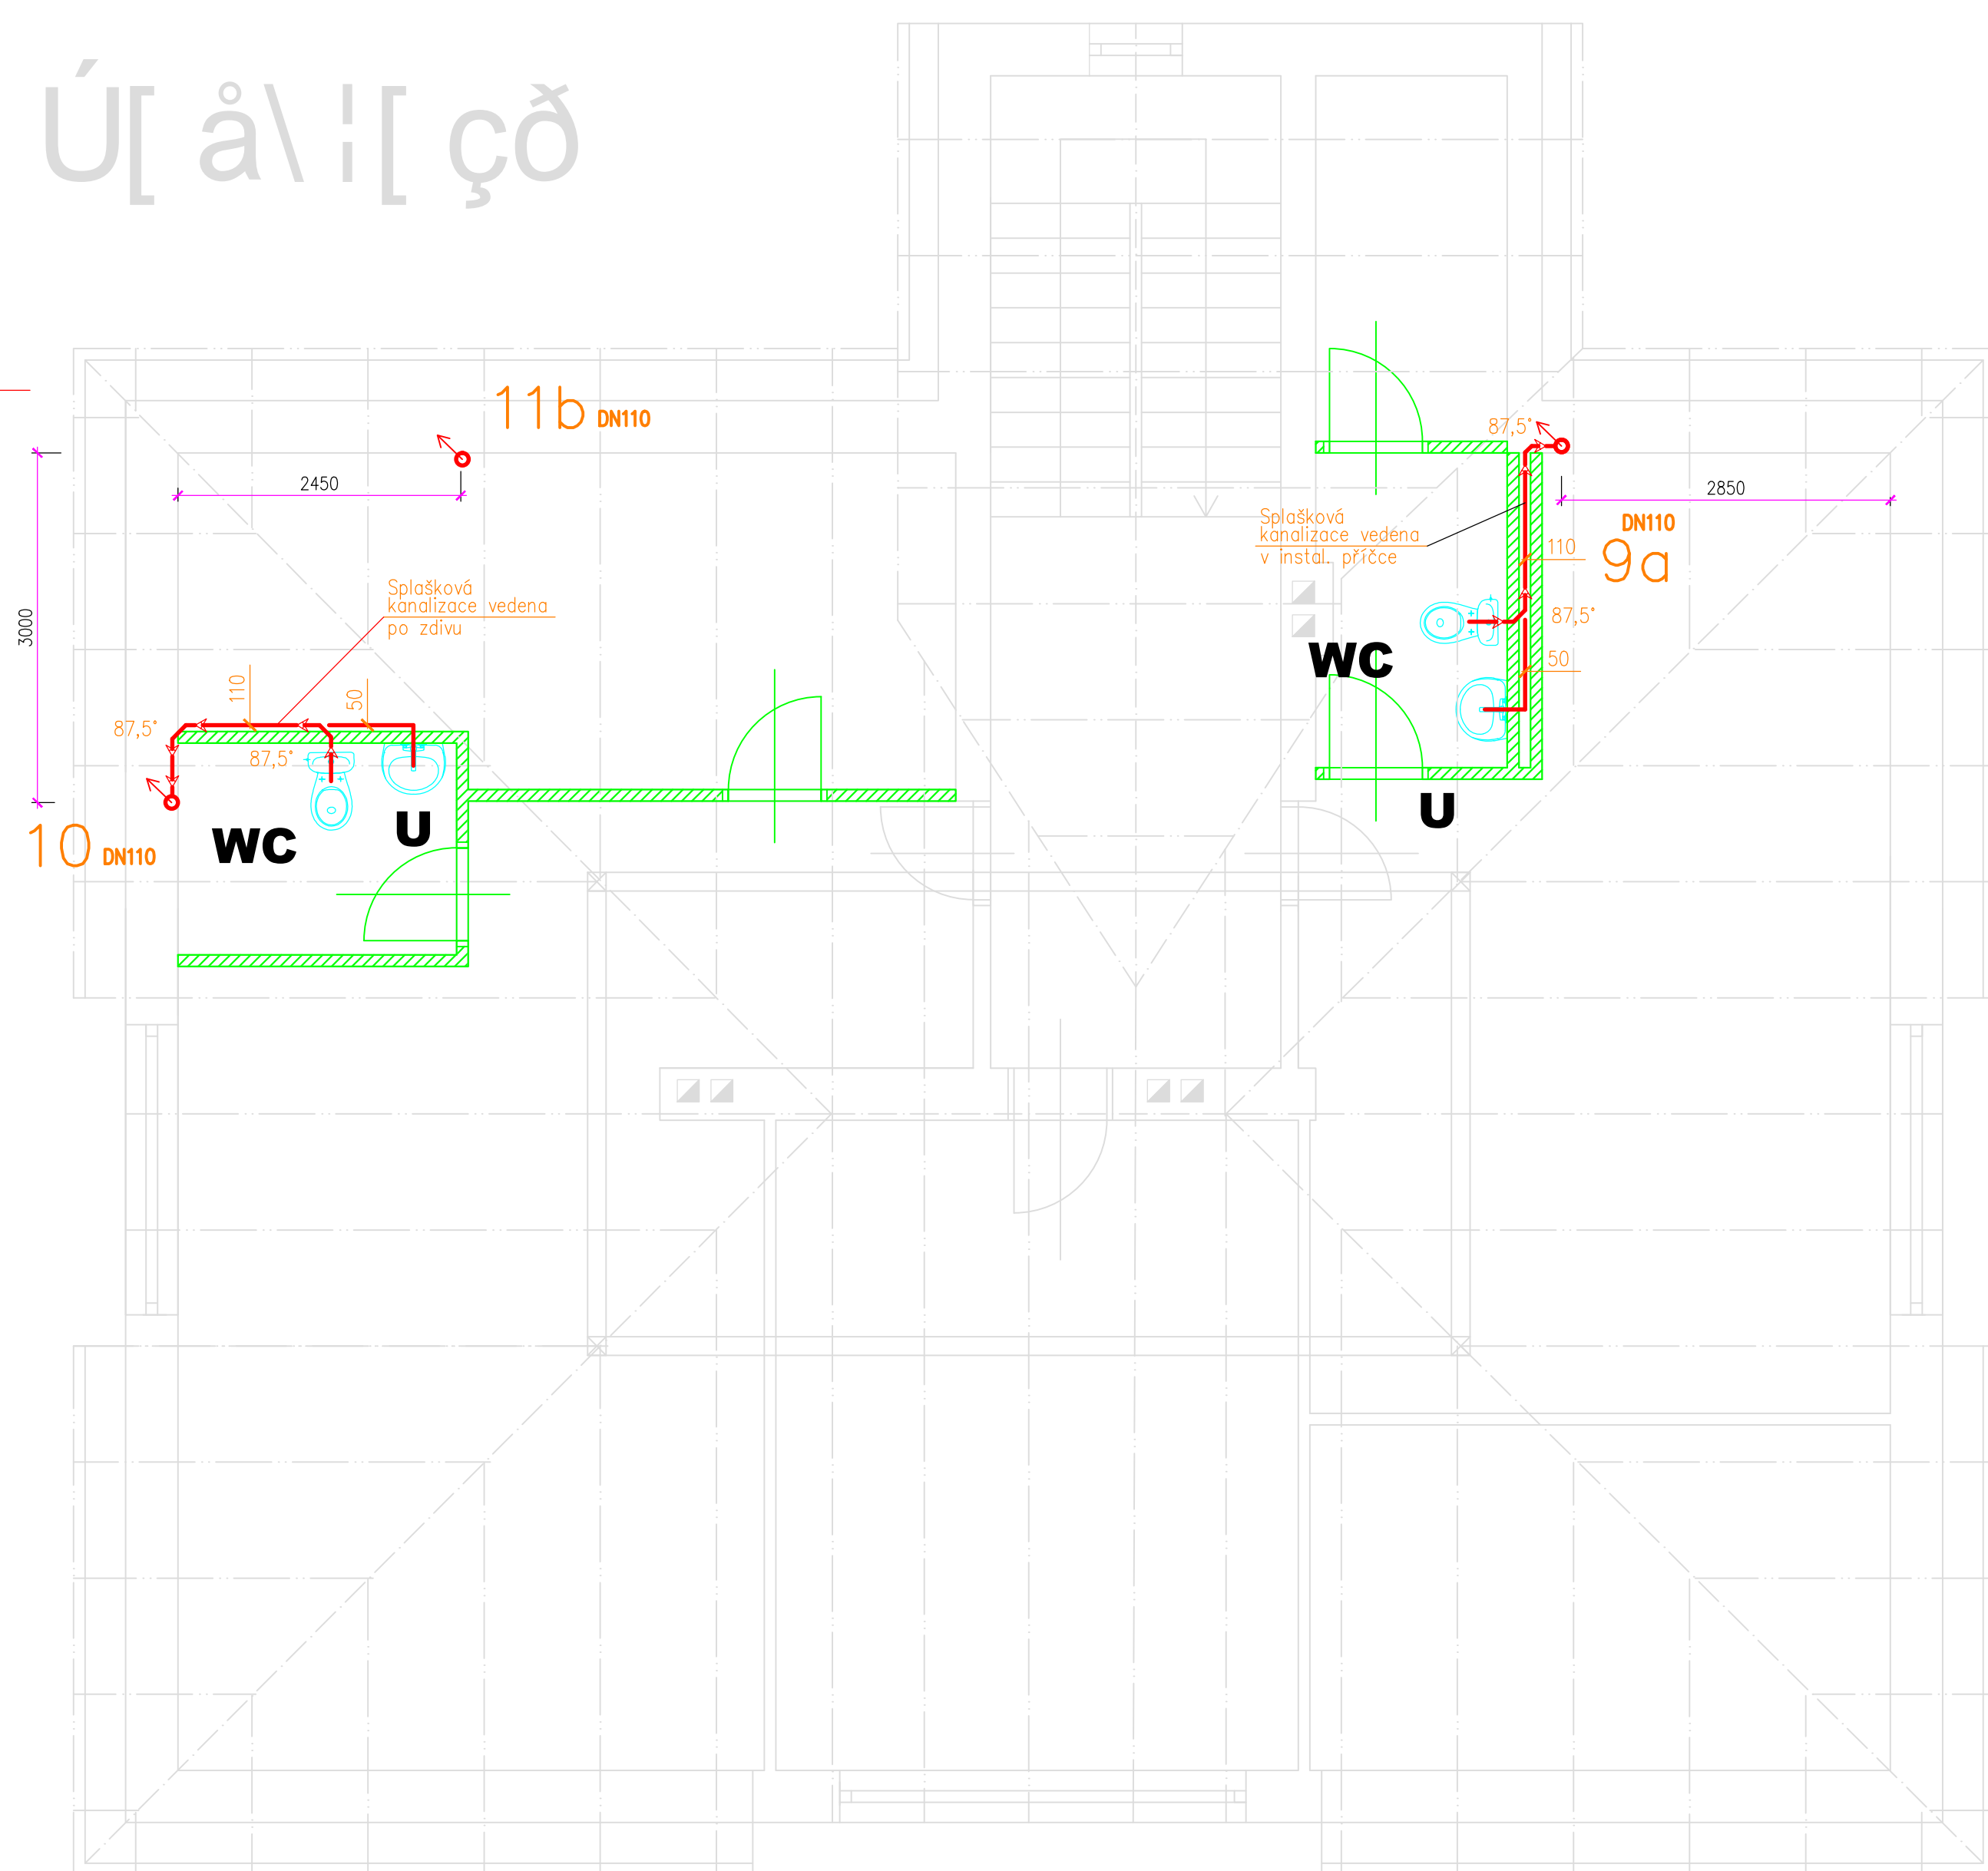 Ú[ å\ ¦[ çð
11b DN110
87,5°
2450
2850
Splašková
kanalizace vedena
v instal. příčce
DN110
9a
110
Splašková
kanalizace vedena
po zdivu
3000
87,5°
WC
50
110
50
87,5°
87,5°
U
U
WC
10 DN110